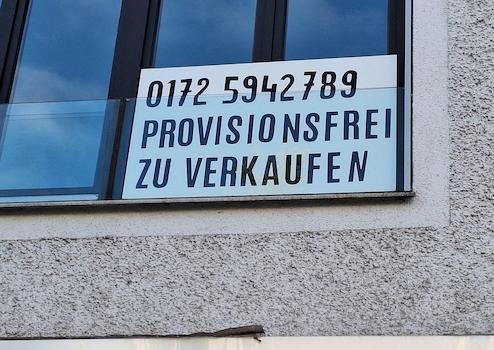 0172 5942789
PROVISIONSFREI
ZU VERKAUFEN